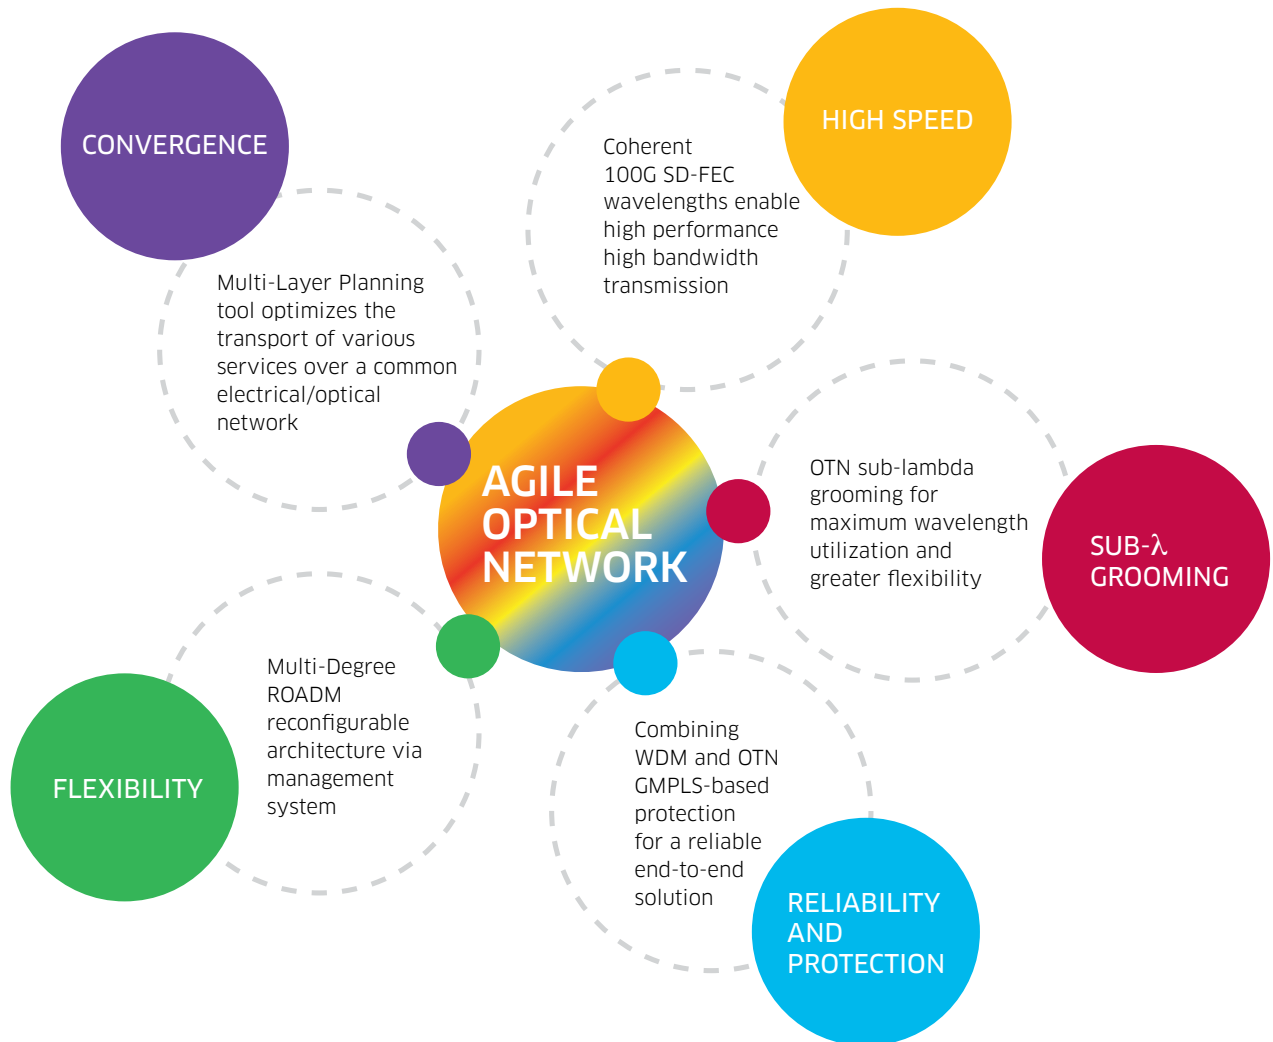 CONVERGENCE
Multi-Layer Planning
tool optimizes the
transport of various
services over a common
electrical/optical
network
HIGH SPEED
Coherent
100G SD-FEC
wavelengths enable
high performance
high bandwidth
transmission
AGILE
OPTICAL
NETWORK
OTN sub-lambda
grooming for
maximum wavelength
utilization and
greater flexibility
SUB-λ
GROOMING
Multi-Degree
ROADM
reconfigurable
architecture via
management
system
FLEXIBILITY
Combining
WDM and OTN
GMPLS-based
protection
for a reliable
end-to-end
solution
RELIABILITY
AND
PROTECTION